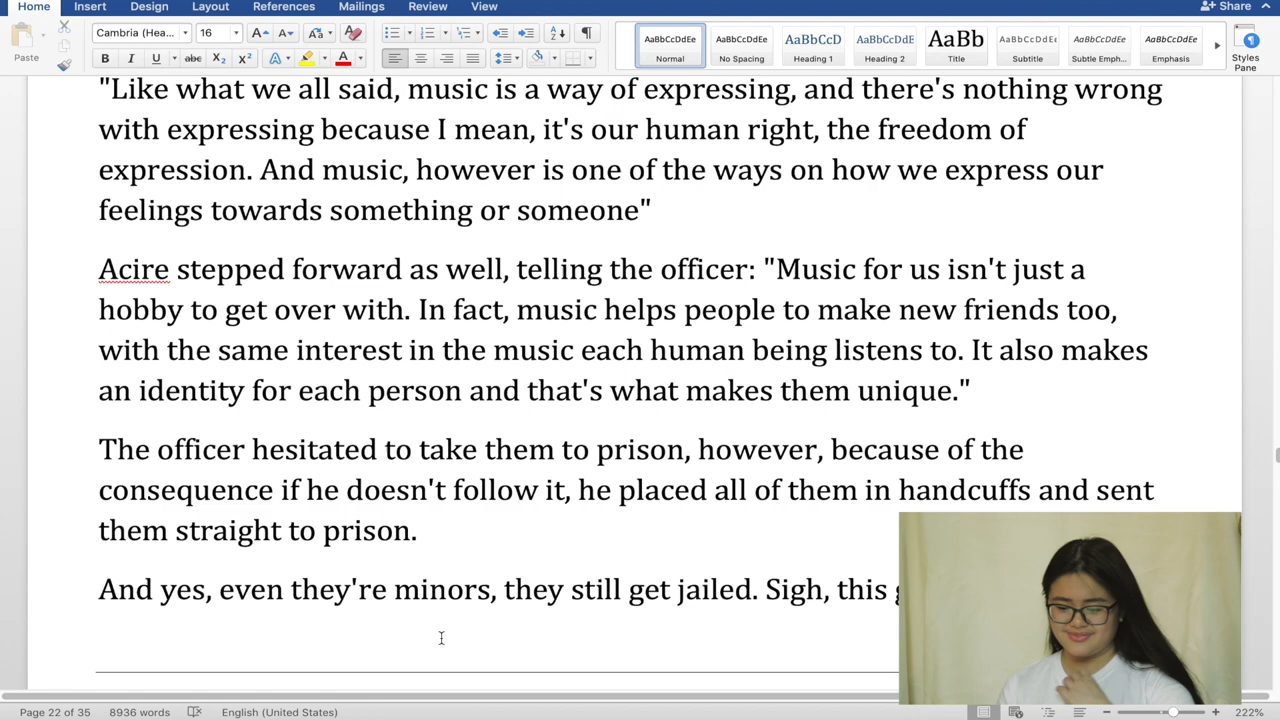 Home Insert Design Layout References Mailings Review View Share
Cambria (Hea... 16 A A Aa A
AaBbCcDdEe AaBbCcDdEe AaBbCcD AaBbCcDdE AaBb AaBbCcDdEe AaBbCcDdEe AaBbCcDdEe
Paste B I U abc X₂ X² A A Normal No Spacing Heading 1 Heading 2 Title Subtitle Subtle Emph... Emphasis Styles
Pane
"Like what we all said, music is a way of expressing, and there's nothing wrong
with expressing because I mean, it's our human right, the freedom of
expression. And music, however is one of the ways on how we express our
feelings towards something or someone"
Acire stepped forward as well, telling the officer: "Music for us isn't just a
hobby to get over with. In fact, music helps people to make new friends too,
with the same interest in the music each human being listens to. It also makes
an identity for each person and that's what makes them unique."
The officer hesitated to take them to prison, however, because of the
consequence if he doesn't follow it, he placed all of them in handcuffs and sent
them straight to prison.
And yes, even they're minors, they still get jailed. Sigh, this
Page 22 of 35 8936 words English (United States) 222%